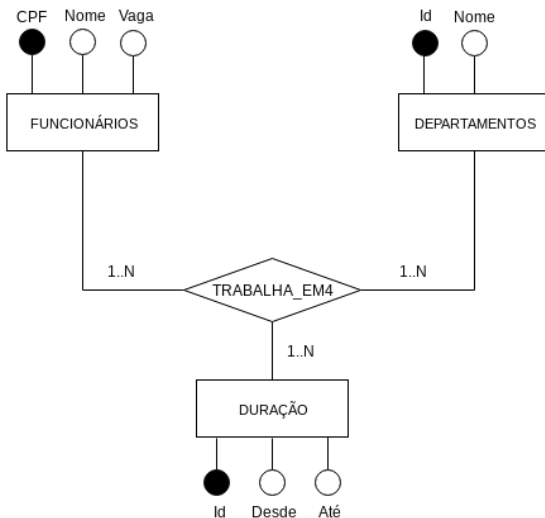 CPF Nome Vaga
Id Nome
FUNCIONÁRIOS
DEPARTAMENTOS
1..N
1..N
TRABALHA_EM4
1..N
DURAÇÃO
Id Desde Até